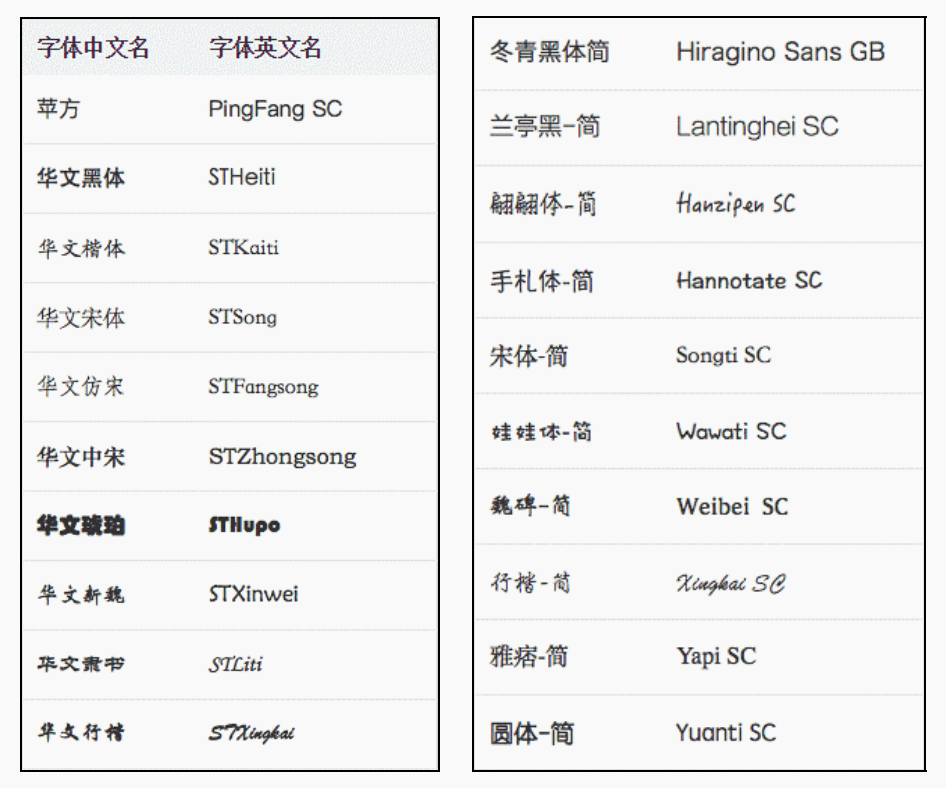 字体中文名 字体英文名
苹方 PingFang SC
华文黑体 STHeiti
华文楷体 STKaiti
华文宋体 STSong
华文仿宋 STFangsong
华文中宋 STZhongsong
华文琥珀 STHupo
华文新魏 STXinwei
华文隶书 STLiti
华文行楷 STXingkai
冬青黑体简 Hiragino Sans GB
兰亭黑-简 Lantinghei SC
翩翩体-简 Hanzipen SC
手札体-简 Hannotate SC
宋体-简 Songti SC
娃娃体-简 Wawati SC
魏碑-简 Weibei SC
行楷-简 Xingkai SC
雅痞-简 Yapi SC
圆体-简 Yuanti SC